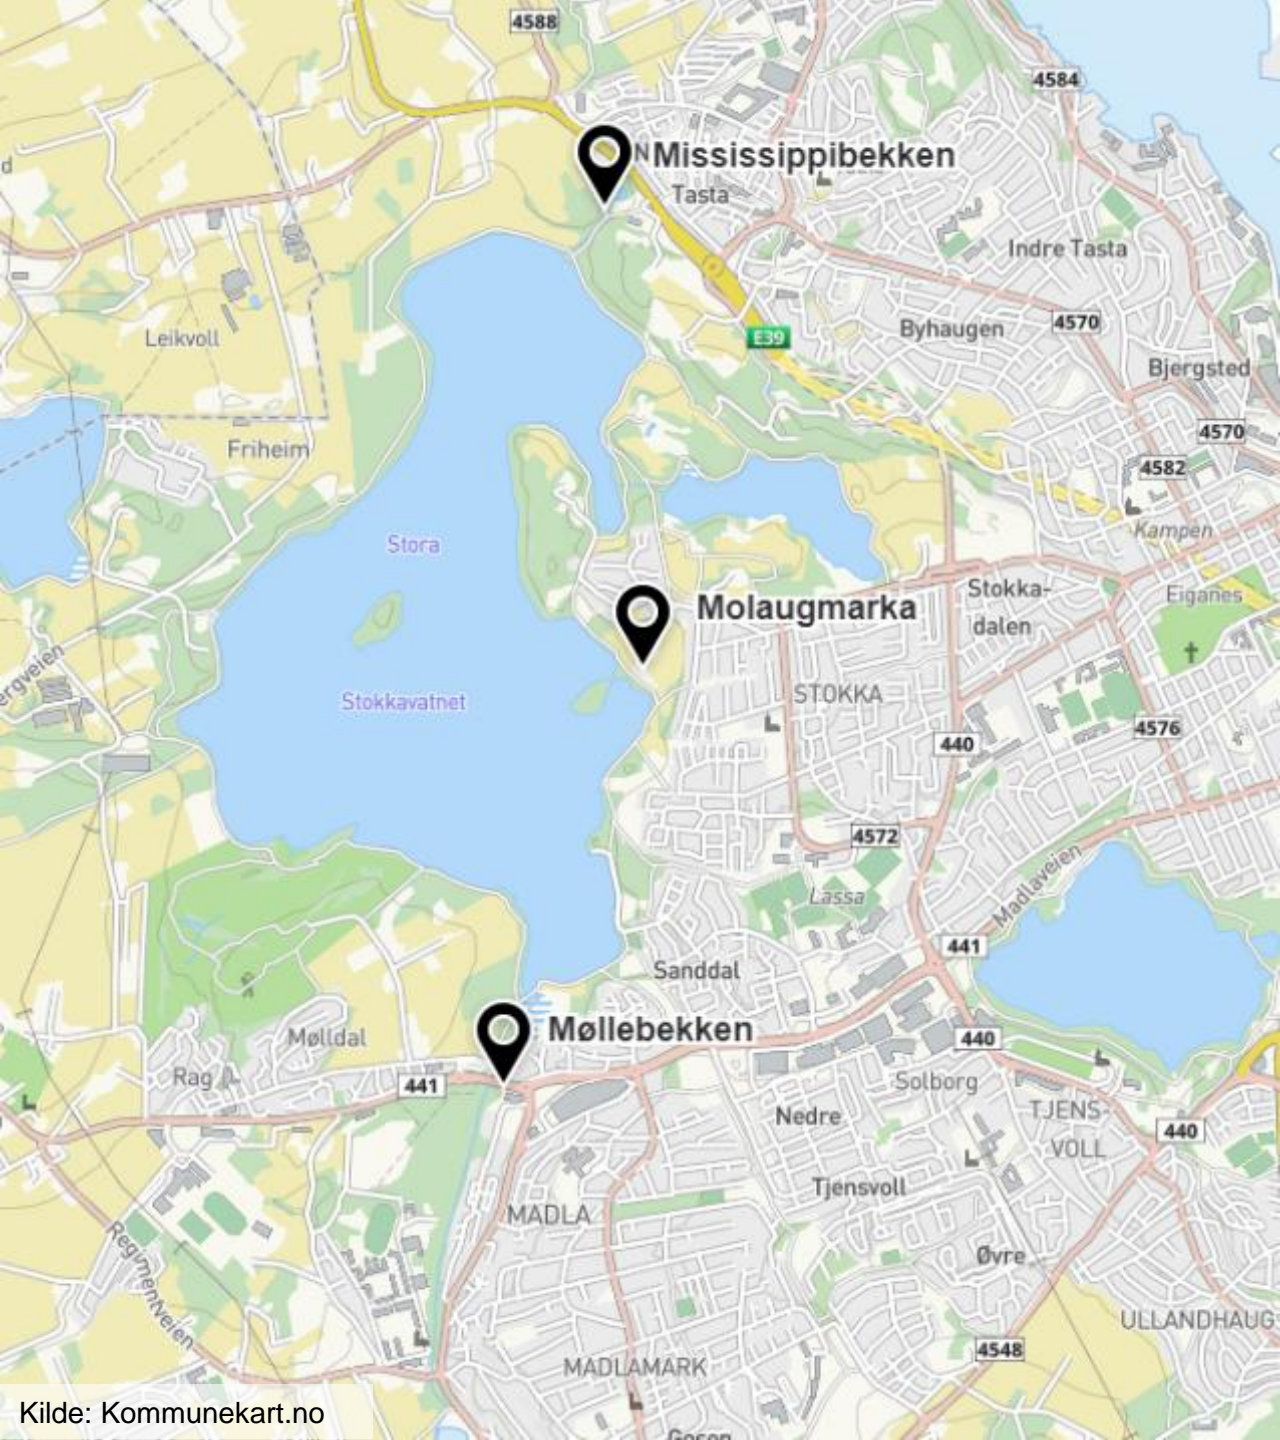 4588
4584
N
Mississippibekken
d
Tasta
Indre Tasta
4570
Byhaugen
E39
Leikvoll
Bjergsted
4570
Friheim
4582
Kampen
Stora
Stokka-
dalen
Eiganes
Molaugmarka
ergveien
STOKKA
Stokkavatnet
4576
440
4572
Madlaveien
Lassa
441
Sanddal
Møllebekken
Mølldal
440
Rag
441
Solborg
Nedre
TJENS-
VOLL
440
Tjensvoll
MADLA
Regimentveien
Øvre
ULLANDHAUG
4548
MADLAMARK
Kilde: Kommunekart.no
Gosen